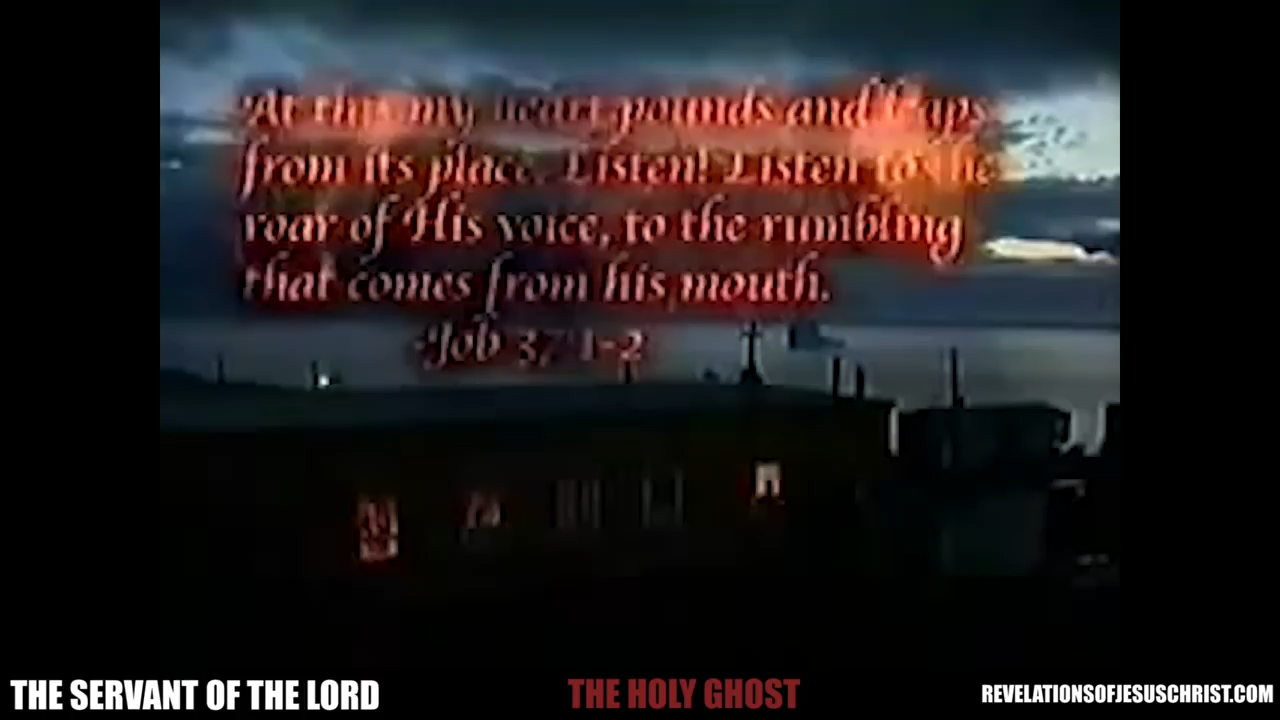 "At this my heart pounds and leaps
from its place. Listen! Listen to the
roar of His voice, to the rumbling
that comes from his mouth.
-Job 37:1-2
THE SERVANT OF THE LORD
THE HOLY GHOST
REVELATIONSOFJESUSCHRIST.COM